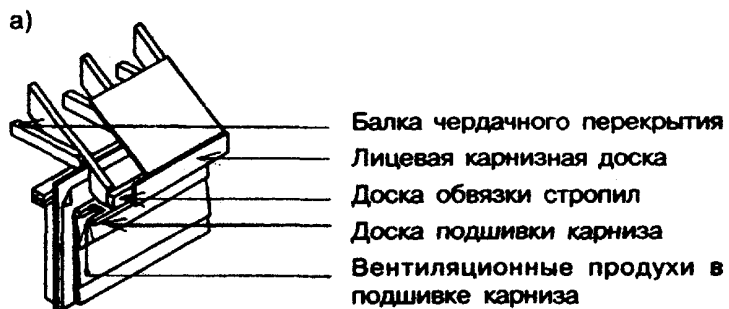 а)
Балка чердачного перекрытия
Лицевая карнизная доска
Доска обвязки стропил
Доска подшивки карниза
Вентиляционные продухи в
подшивке карниза